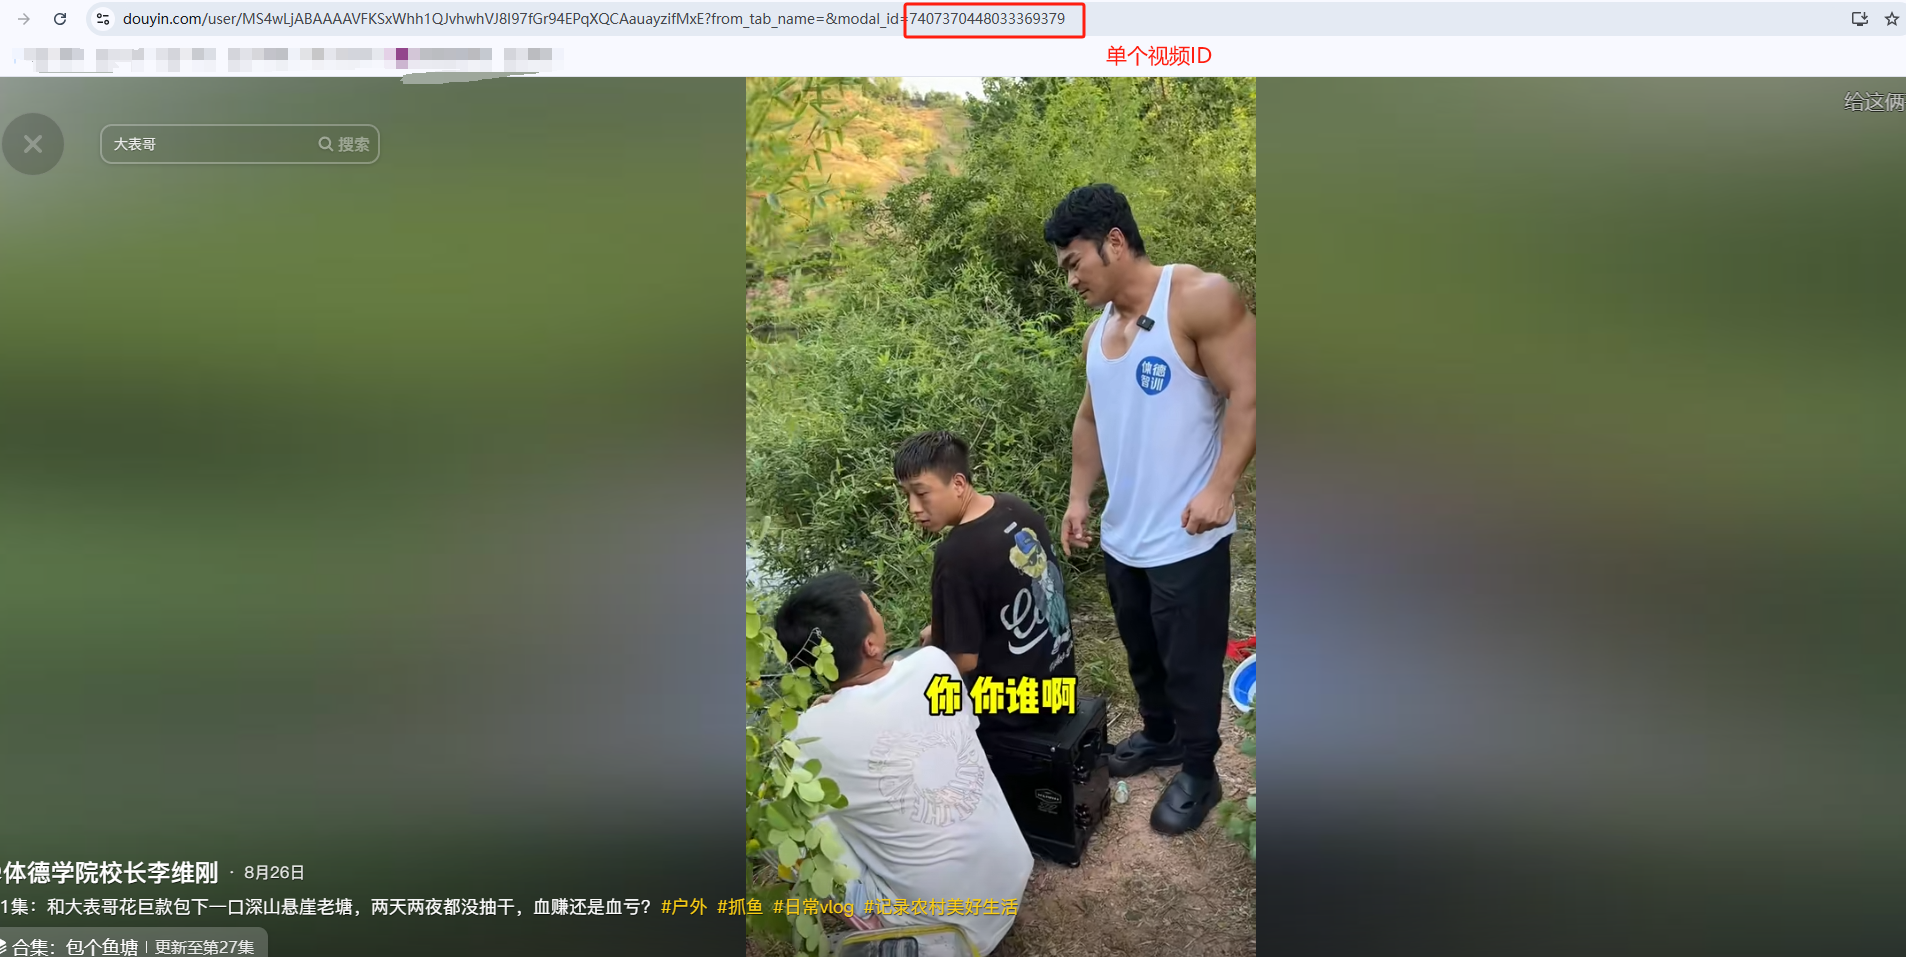 douyin.com/user/MS4wLjABAAAAVFKSxWhh1QJvhwhVJ8I97fGr94EPqXQCAauayzifMxE?from_tab_name=&modal_id=7407370448033369379
单个视频ID
给这俩
大表哥
搜索
体德
智训
你 你谁啊
体德学院校长李维刚 · 8月26日
1集：和大表哥花巨款包下一口深山悬崖老塘，两天两夜都没抽干，血赚还是血亏？ #户外 #抓鱼 #日常vlog #记录农村美好生活
合集：包个鱼塘 | 更新至第27集